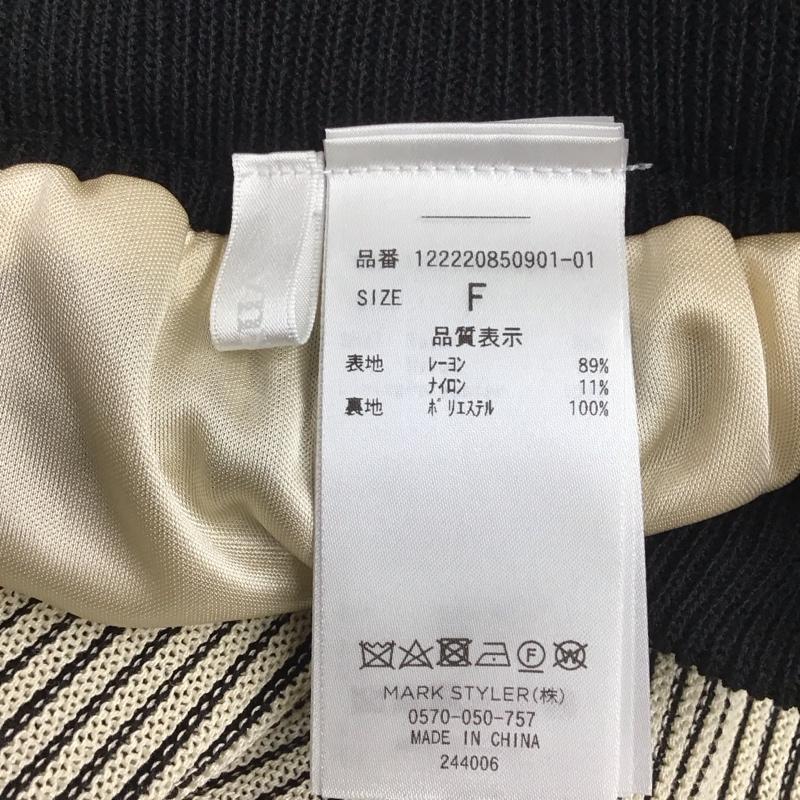 品番 122220850901-01
SIZE F
品質表示
表地 レーヨン 89%
ナイロン 11%
裏地 ポリエステル 100%
F W
MARK STYLER(株)
0570-050-757
MADE IN CHINA
244006